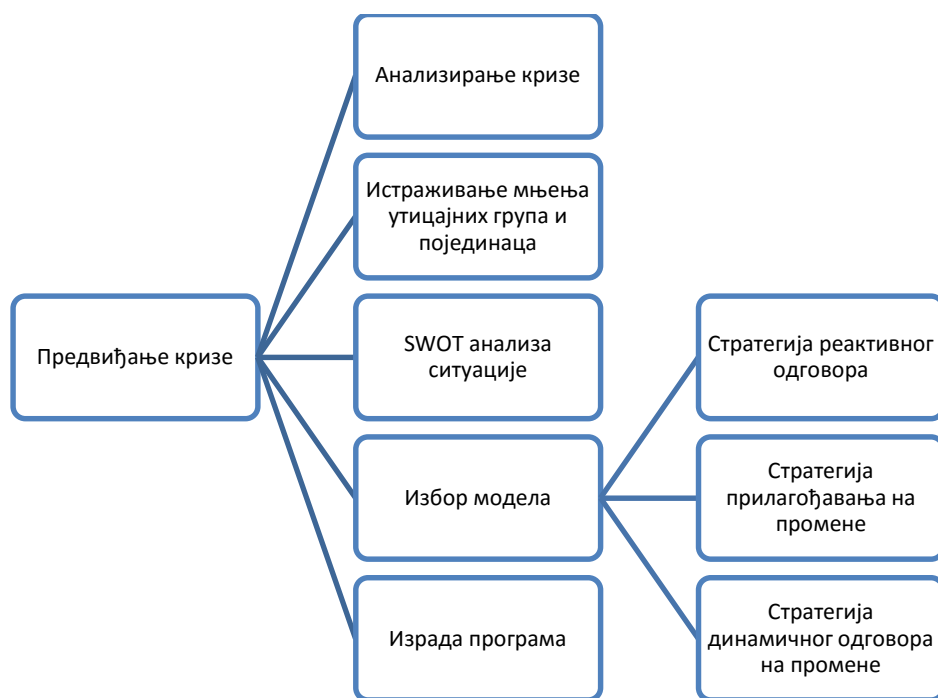 Анализирање кризе
Истраживање мњења
утицајних група и
појединаца
Предвиђање кризе
SWOT анализа
ситуације
Стратегија реактивног
одговора
Избор модела
Стратегија
прилагођавања на
промене
Израда програма
Стратегија
динамичног одговора
на промене